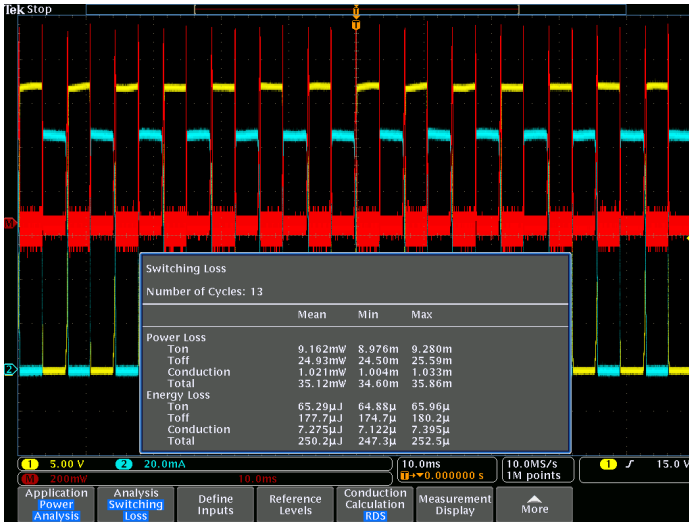 Tek Stop
T
T
M
2
Switching Loss
Number of Cycles: 13
Mean Min Max
Power Loss
Ton 9.162mW 8.976m 9.280m
Toff 24.93mW 24.50m 25.59m
Conduction 1.021mW 1.004m 1.033m
Total 35.12mW 34.60m 35.86m
Energy Loss
Ton 65.29µJ 64.88µ 65.96µ
Toff 177.7µJ 174.7µ 180.2µ
Conduction 7.275µJ 7.122µ 7.395µ
Total 250.2µJ 247.3µ 252.5µ
1 5.00 V 2 20.0mA 10.0ms 10.0MS/s 1 15.0 V
M 200mW 10.0ms T→▼0.000000 s 1M points
Application Power Analysis
Analysis Switching Loss
Define Inputs
Reference Levels
Conduction Calculation RDS
Measurement Display
More